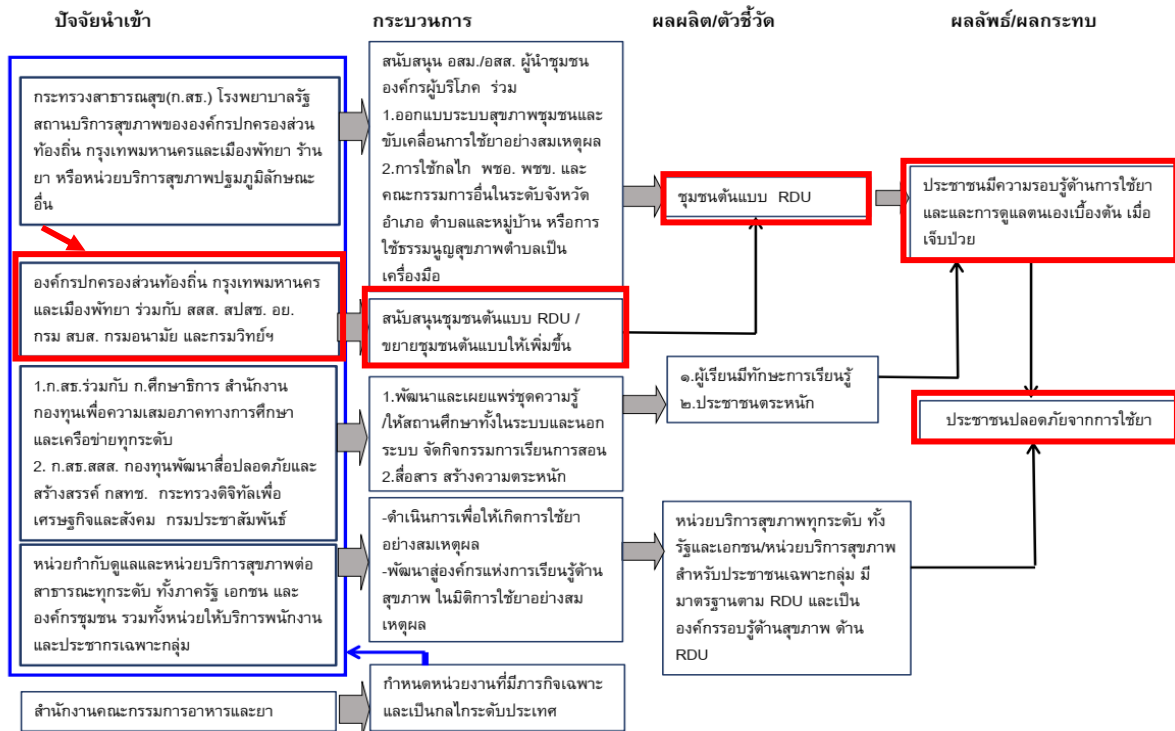 ปัจจัยนำเข้า
กระบวนการ
ผลผลิต/ตัวชี้วัด
ผลลัพธ์/ผลกระทบ
กระทรวงสาธารณสุข(ก.สธ.) โรงพยาบาลรัฐ
สถานบริการสุขภาพขององค์กรปกครองส่วน
ท้องถิ่น กรุงเทพมหานครและเมืองพัทยา ร้าน
ยา หรือหน่วยบริการสุขภาพปฐมภูมิลักษณะ
อื่น
สนับสนุน อสม./อสส. ผู้นำชุมชน
องค์กรผู้บริโภค ร่วม
1.ออกแบบระบบสุขภาพชุมชนและ
ขับเคลื่อนการใช้ยาอย่างสมเหตุผล
2.การใช้กลไก พชอ. พชข. และ
คณะกรรมการอื่นในระดับจังหวัด
อำเภอ ตำบลและหมู่บ้าน หรือการ
ใช้ธรรมนูญสุขภาพตำบลเป็น
เครื่องมือ
ชุมชนต้นแบบ RDU
ประชาชนมีความรอบรู้ด้านการใช้ยา
และและการดูแลตนเองเบื้องต้น เมื่อ
เจ็บป่วย
องค์กรปกครองส่วนท้องถิ่น กรุงเทพมหานคร
และเมืองพัทยา ร่วมกับ สสส. สปสช. อย.
กรม สบส. กรมอนามัย และกรมวิทย์ฯ
สนับสนุนชุมชนต้นแบบ RDU /
ขยายชุมชนต้นแบบให้เพิ่มขึ้น
1.ก.สธ.ร่วมกับ ก.ศึกษาธิการ สำนักงาน
กองทุนเพื่อความเสมอภาคทางการศึกษา
และเครือข่ายทุกระดับ
2. ก.สธ.สสส. กองทุนพัฒนาสื่อปลอดภัยและ
สร้างสรรค์ กสทช. กระทรวงดิจิทัลเพื่อ
เศรษฐกิจและสังคม กรมประชาสัมพันธ์
1.พัฒนาและเผยแพร่ชุดความรู้
/ให้สถานศึกษาทั้งในระบบและนอก
ระบบ จัดกิจกรรมการเรียนการสอน
2.สื่อสาร สร้างความตระหนัก
๑.ผู้เรียนมีทักษะการเรียนรู้
๒.ประชาชนตระหนัก
ประชาชนปลอดภัยจากการใช้ยา
หน่วยกำกับดูแลและหน่วยบริการสุขภาพต่อ
สาธารณะทุกระดับ ทั้งภาครัฐ เอกชน และ
องค์กรชุมชน รวมทั้งหน่วยให้บริการพนักงาน
และประชากรเฉพาะกลุ่ม
-ดำเนินการเพื่อให้เกิดการใช้ยา
อย่างสมเหตุผล
-พัฒนาสู่องค์กรแห่งการเรียนรู้ด้าน
สุขภาพ ในมิติการใช้ยาอย่างสม
เหตุผล
หน่วยบริการสุขภาพทุกระดับ ทั้ง
รัฐและเอกชน/หน่วยบริการสุขภาพ
สำหรับประชาชนเฉพาะกลุ่ม มี
มาตรฐานตาม RDU และเป็น
องค์กรรอบรู้ด้านสุขภาพ ด้าน
RDU
สำนักงานคณะกรรมการอาหารและยา
กำหนดหน่วยงานที่มีภารกิจเฉพาะ
และเป็นกลไกระดับประเทศ